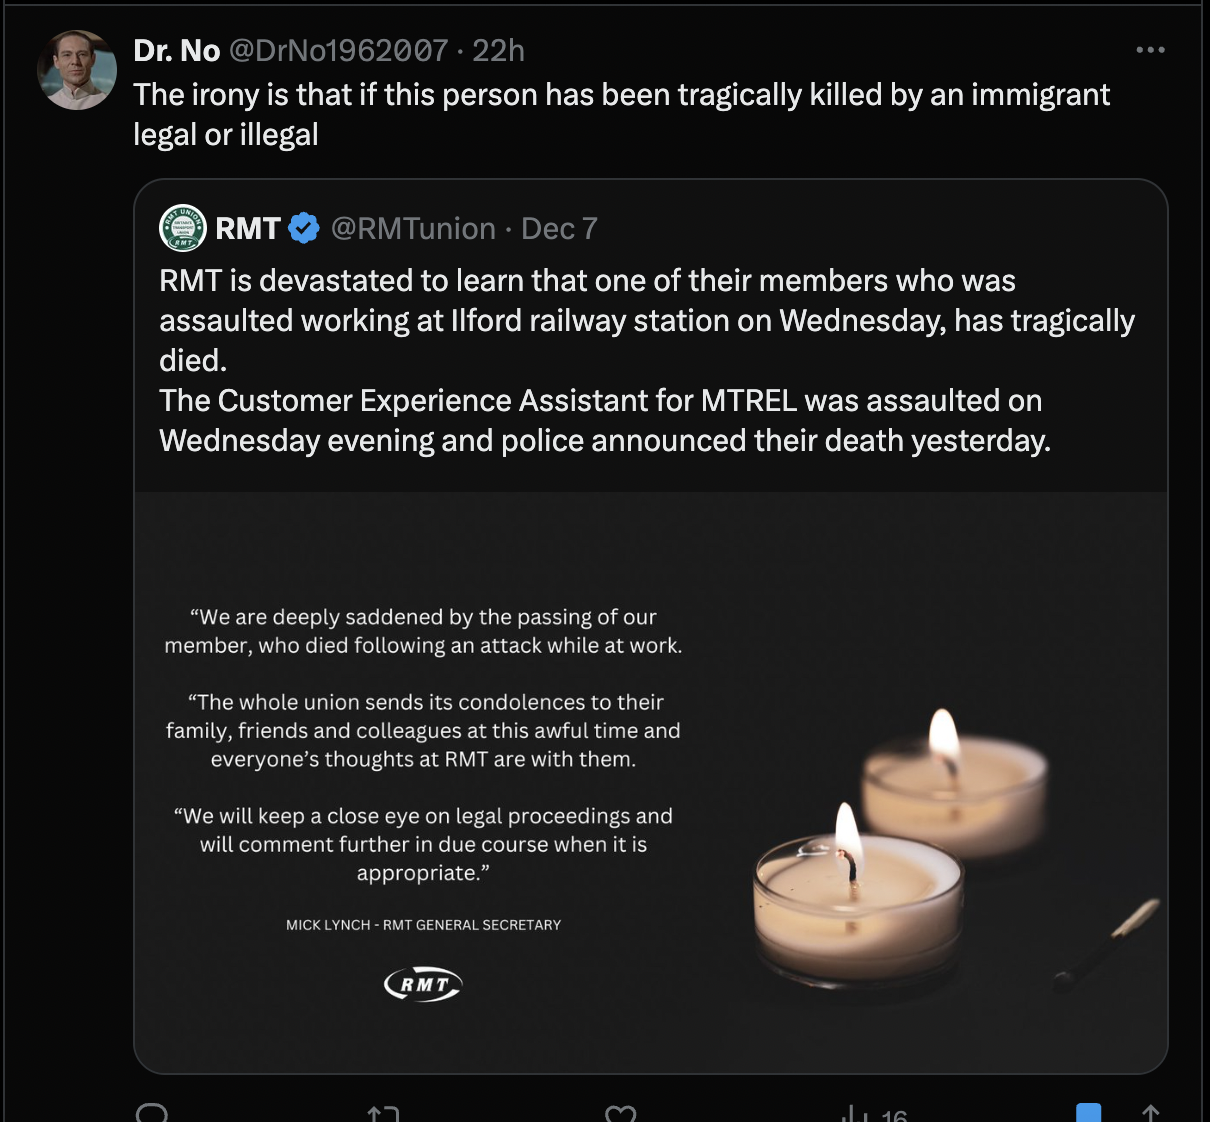 Dr. No @DrNo1962007 · 22h
The irony is that if this person has been tragically killed by an immigrant
legal or illegal
RMT @RMTunion · Dec 7
RMT is devastated to learn that one of their members who was
assaulted working at Ilford railway station on Wednesday, has tragically
died.
The Customer Experience Assistant for MTREL was assaulted on
Wednesday evening and police announced their death yesterday.
“We are deeply saddened by the passing of our
member, who died following an attack while at work.
“The whole union sends its condolences to their
family, friends and colleagues at this awful time and
everyone’s thoughts at RMT are with them.
“We will keep a close eye on legal proceedings and
will comment further in due course when it is
appropriate.”
MICK LYNCH - RMT GENERAL SECRETARY
RMT
16